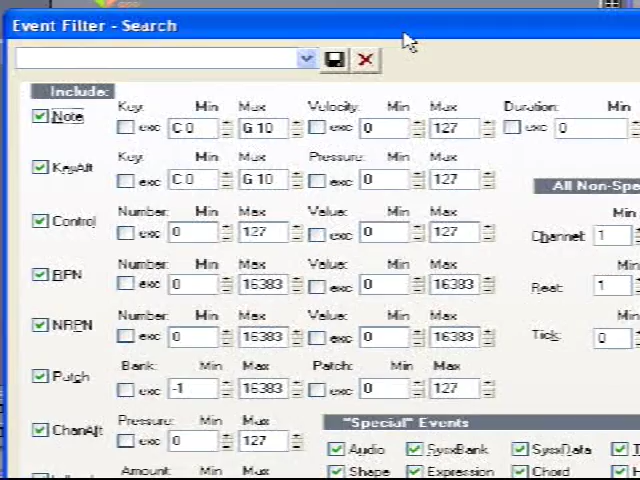 Event Filter - Search
Include:
Note Key: Min Max Velocity: Min Max Duration: Min
exc C 0 G 10 exc 0 127 exc 0
KeyAft Key: Min Max Pressure: Min Max
exc C 0 G 10 exc 0 127
All Non-Spe
Control Number: Min Max Value: Min Max Min
exc 0 127 exc 0 127 Channel: 1
RPN Number: Min Max Value: Min Max Min
exc 0 16383 exc 0 16383 Beat: 1
NRPN Number: Min Max Value: Min Max Min
exc 0 16383 exc 0 16383 Tick: 0
Patch Bank: Min Max Patch: Min Max
exc -1 16383 exc 0 127
ChanAft Pressure: Min Max "Special" Events
exc 0 127 Audio SysxBank SysxData
Amount: Min Max Shape Expression Chord